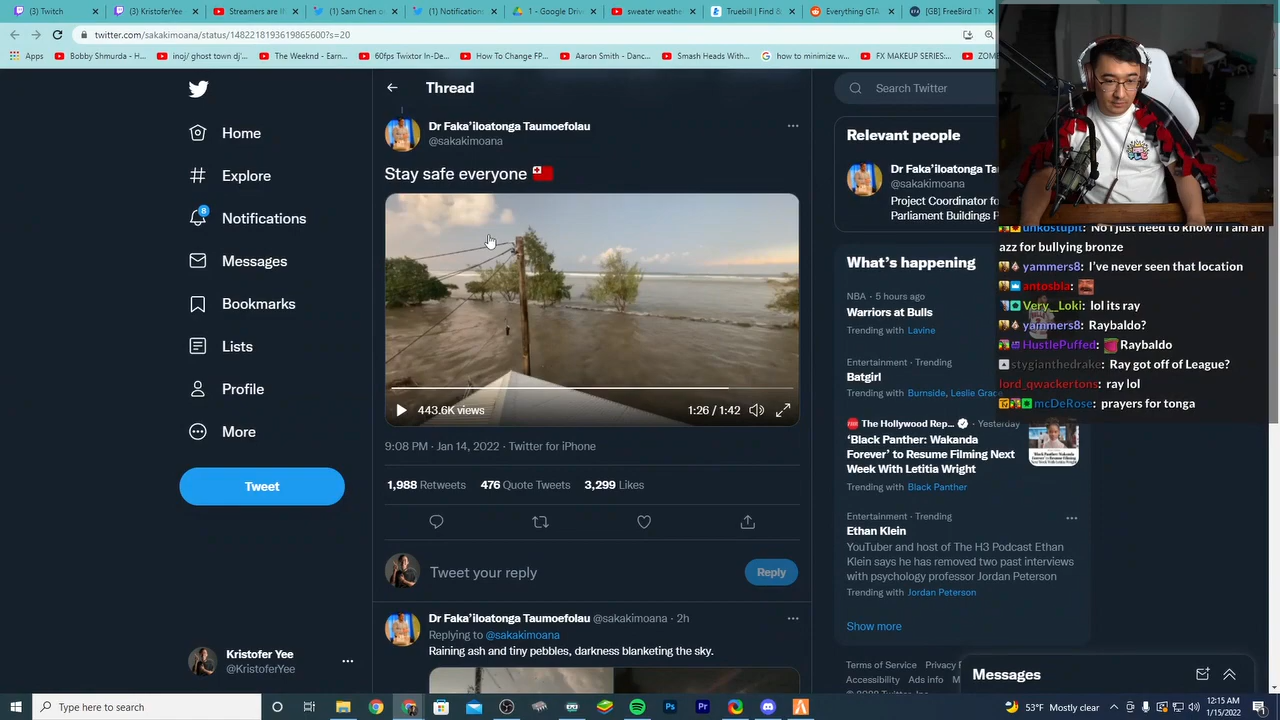 (3) Twitch
(3) KristoferYee
Streamers are
(1) Sam Chen o
(1) Notifications
1 - Google Drive
sweater weathe
Truebill | Find &
Everything GTA
[GB] FreeBird Th
twitter.com/sakakimoana/status/1482218193619865600?s=20
Apps
Bobby Shmurda - H...
inoj/ ghost town dj'...
The Weeknd - Earn...
60fps Twixtor In-De...
How To Change FP...
Aaron Smith - Danc...
Smash Heads With...
how to minimize w...
FX MAKEUP SERIES:...
ZOM
Home
Explore
8
Notifications
Messages
Bookmarks
Lists
Profile
More
Tweet
Kristofer Yee
@KristoferYee
Thread
Dr Faka'iloatonga Taumoefolau
@sakakimoana
Stay safe everyone
443.6K views
1:26 / 1:42
9:08 PM · Jan 14, 2022 · Twitter for iPhone
1,988 Retweets 476 Quote Tweets 3,299 Likes
Tweet your reply
Reply
Dr Faka'iloatonga Taumoefolau @sakakimoana · 2h
Replying to @sakakimoana
Raining ash and tiny pebbles, darkness blanketing the sky.
Search Twitter
Relevant people
Dr Faka'iloatonga Ta
@sakakimoana
Project Coordinator fo
Parliament Buildings P
What's happening
NBA · 5 hours ago
Warriors at Bulls
Trending with Lavine
Entertainment · Trending
Batgirl
Trending with Burnside, Leslie Grace
The Hollywood Rep... · Yesterday
'Black Panther: Wakanda
Forever' to Resume Filming Next
Week With Letitia Wright
Trending with Black Panther
Entertainment · Trending
Ethan Klein
YouTuber and host of The H3 Podcast Ethan
Klein says he has removed two past interviews
with psychology professor Jordan Peterson
Trending with Jordan Peterson
Show more
Terms of Service Privacy
Accessibility Ads info
Messages
unkostupit: No I just need to know if I am an
azz for bullying bronze
yammers8: I've never seen that location
antosbla:
Very__Loki: lol its ray
yammers8: Raybaldo?
HustlePuffed: Raybaldo
stygianthedrake: Ray got off of League?
lord_qwackertons: ray lol
mcDeRose: prayers for tonga
Type here to search
53°F Mostly clear
12:15 AM
1/15/2022